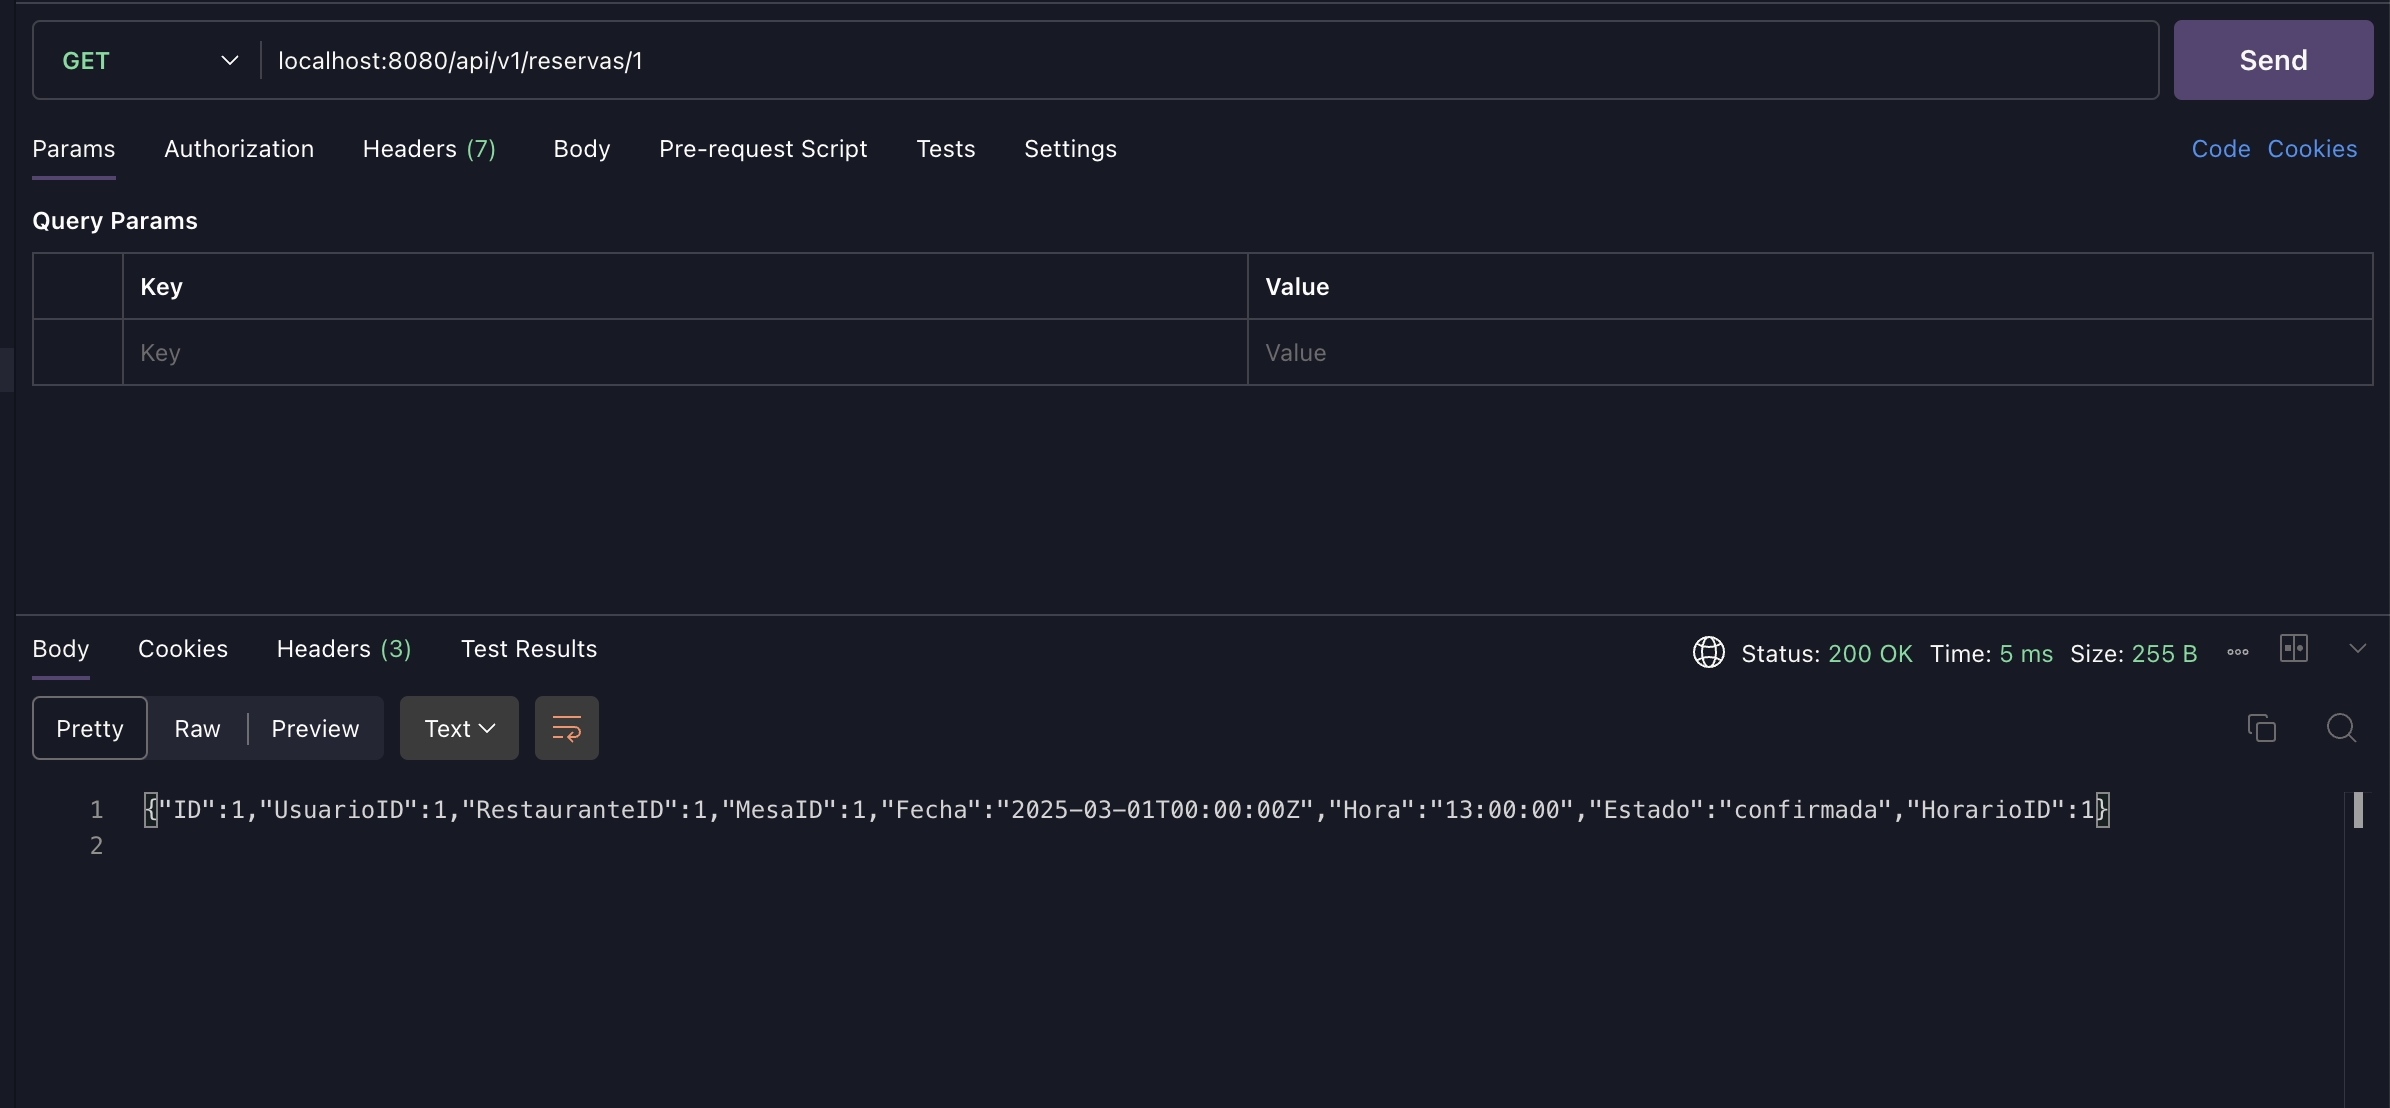 GET localhost:8080/api/v1/reservas/1 Send
Params Authorization Headers (7) Body Pre-request Script Tests Settings Code Cookies
Query Params
Key Value
Key Value
Body Cookies Headers (3) Test Results Status: 200 OK Time: 5 ms Size: 255 B
Pretty Raw Preview Text
1 {"ID":1,"UsuarioID":1,"RestauranteID":1,"MesaID":1,"Fecha":"2025-03-01T00:00:00Z","Hora":"13:00:00","Estado":"confirmada","HorarioID":1}
2